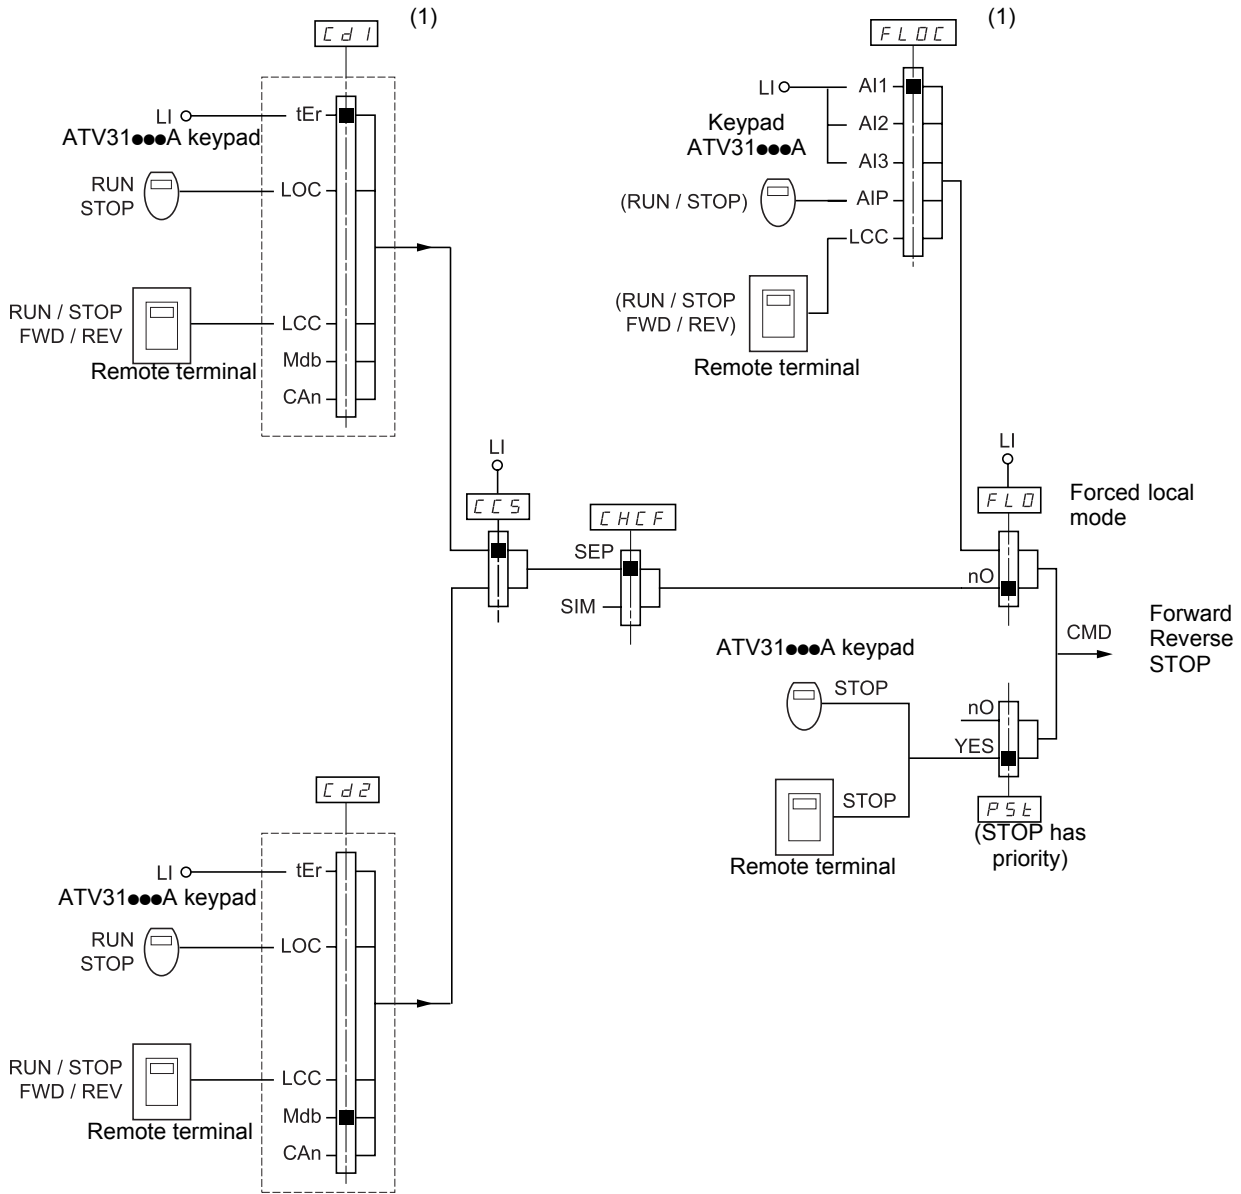 Cd1
(1)
LI
tEr
ATV31●●●A keypad
RUN
STOP
LOC
RUN / STOP
FWD / REV
LCC
Remote terminal
Mdb
CAn
FLOC
(1)
LI
AI1
Keypad
ATV31●●●A
AI2
AI3
(RUN / STOP)
AIP
LCC
(RUN / STOP
FWD / REV)
Remote terminal
LI
CCS
CHCF
SEP
SIM
LI
FLO
Forced local
mode
nO
CMD
Forward
Reverse
STOP
ATV31●●●A keypad
STOP
nO
YES
STOP
Remote terminal
PSt
(STOP has
priority)
Cd2
LI
tEr
ATV31●●●A keypad
RUN
STOP
LOC
RUN / STOP
FWD / REV
LCC
Remote terminal
Mdb
CAn